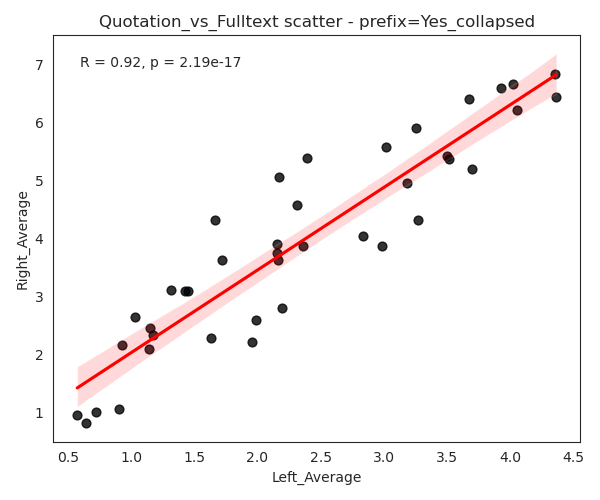 Quotation_vs_Fulltext scatter - prefix=Yes_collapsed
R = 0.92, p = 2.19e-17
7
6
5
4
3
2
1
Right_Average
0.5 1.0 1.5 2.0 2.5 3.0 3.5 4.0 4.5
Left_Average